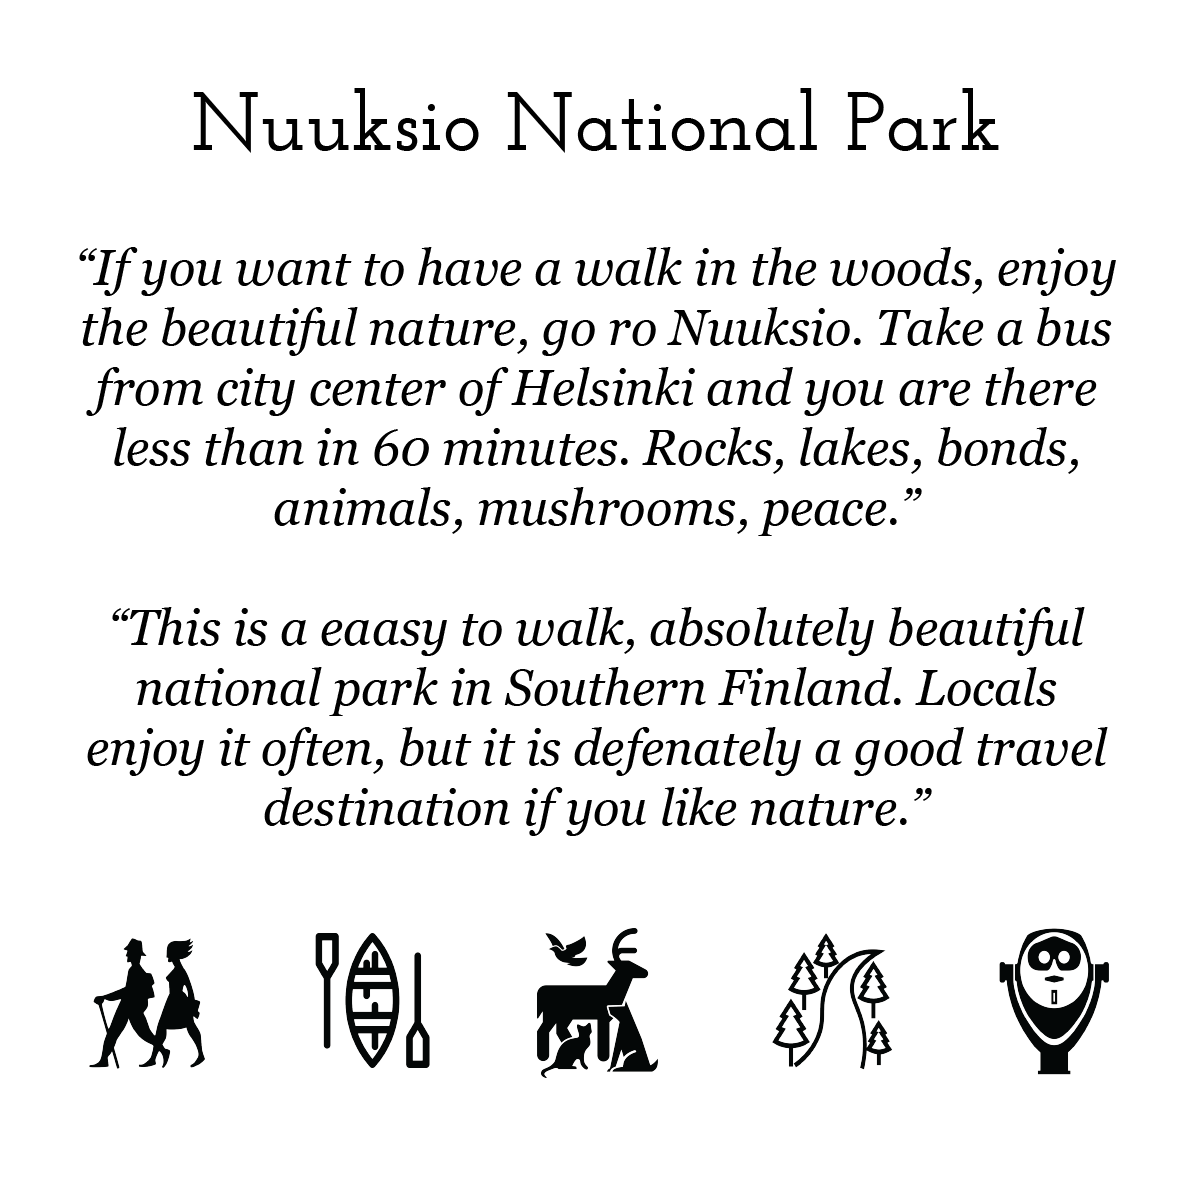 Nuuksio National Park
“If you want to have a walk in the woods, enjoy
the beautiful nature, go ro Nuuksio. Take a bus
from city center of Helsinki and you are there
less than in 60 minutes. Rocks, lakes, bonds,
animals, mushrooms, peace.”
“This is a eaasy to walk, absolutely beautiful
national park in Southern Finland. Locals
enjoy it often, but it is defenately a good travel
destination if you like nature.”